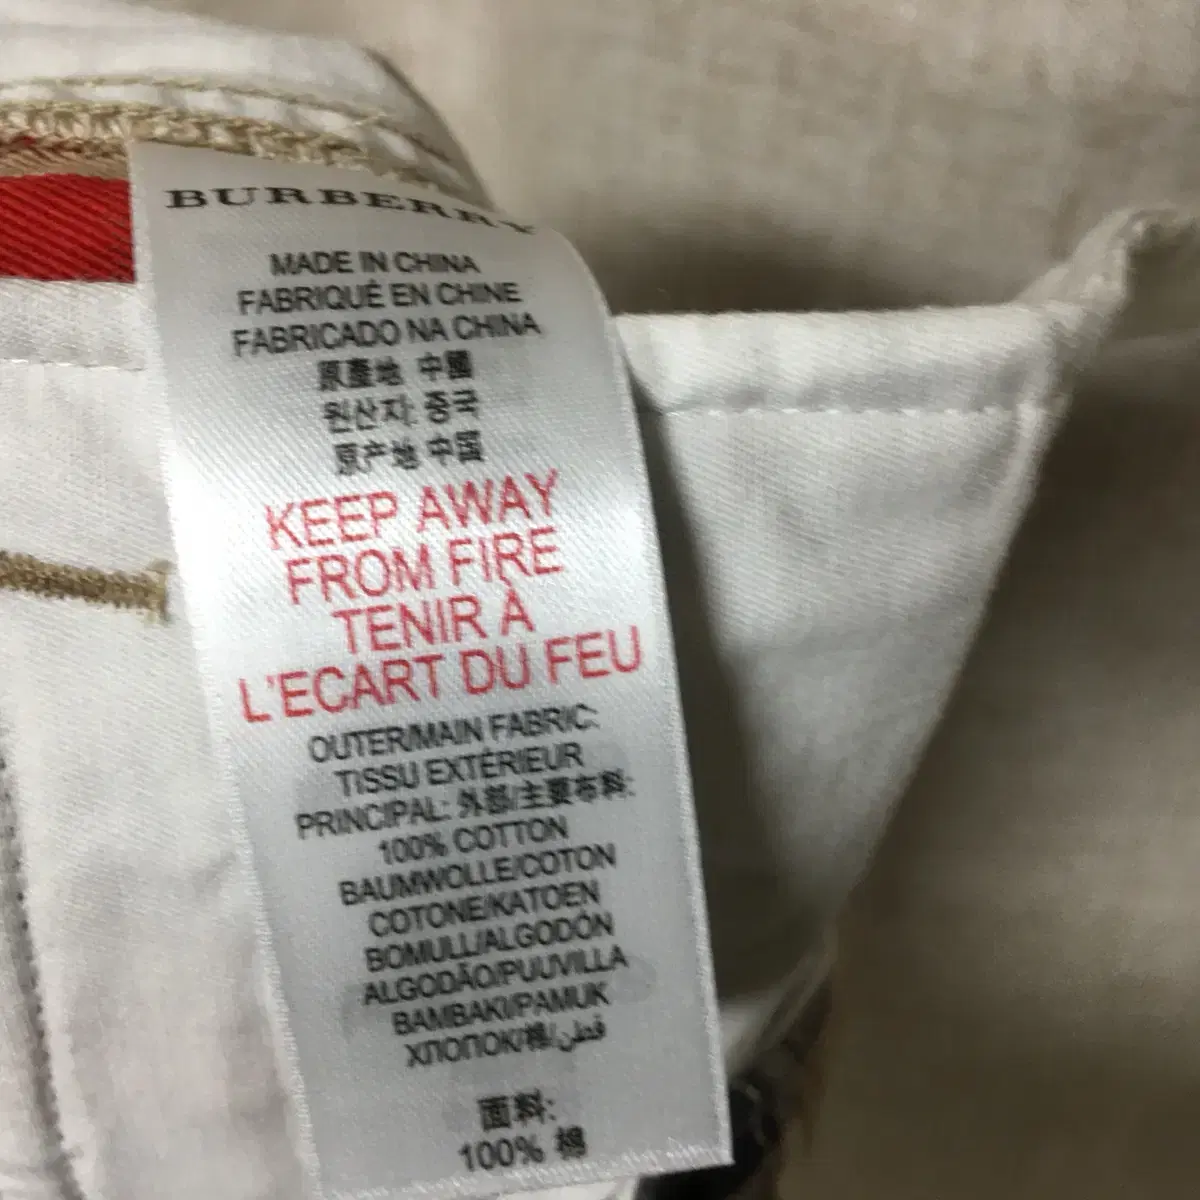 BURBERRY
MADE IN CHINA
FABRIQUÉ EN CHINE
FABRICADO NA CHINA
原產地 中國
원산지: 중국
原产地 中国
KEEP AWAY
FROM FIRE
TENIR À
L'ECART DU FEU
OUTER/MAIN FABRIC:
TISSU EXTÉRIEUR
PRINCIPAL: 外部/主要布料:
100% COTTON
BAUMWOLLE/COTON
COTONE/KATOEN
BOMULL/ALGODÓN
ALGODÃO/PUUVILLA
BAMBAKI/PAMUK
ХЛОПОК/棉/قطن
面料:
100% 棉